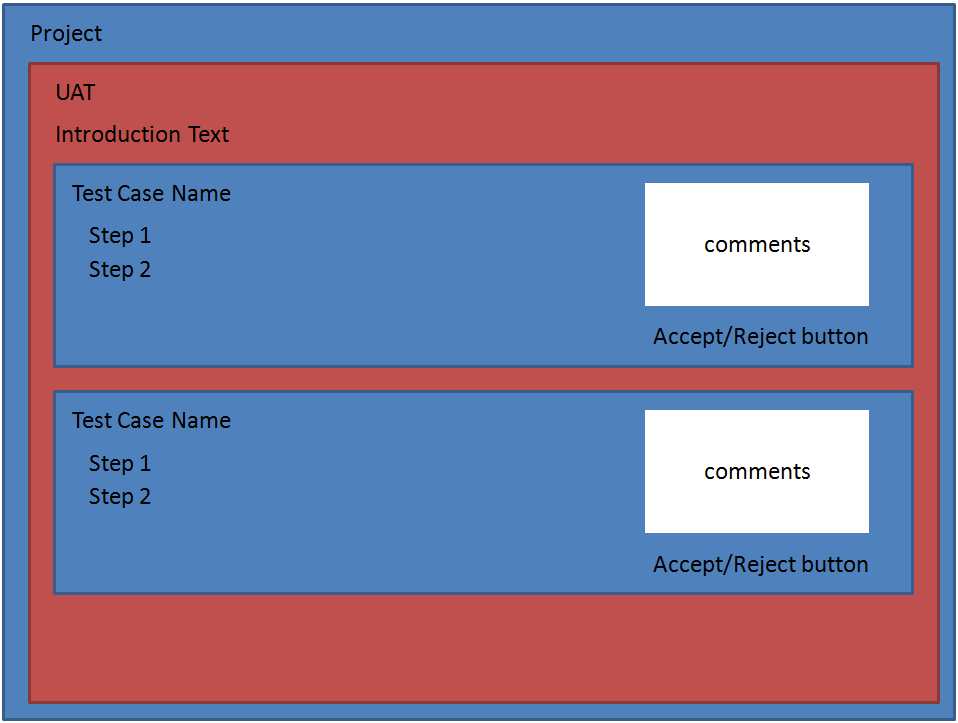 Project
UAT
Introduction Text
Test Case Name
Step 1
Step 2
comments
Accept/Reject button
Test Case Name
Step 1
Step 2
comments
Accept/Reject button